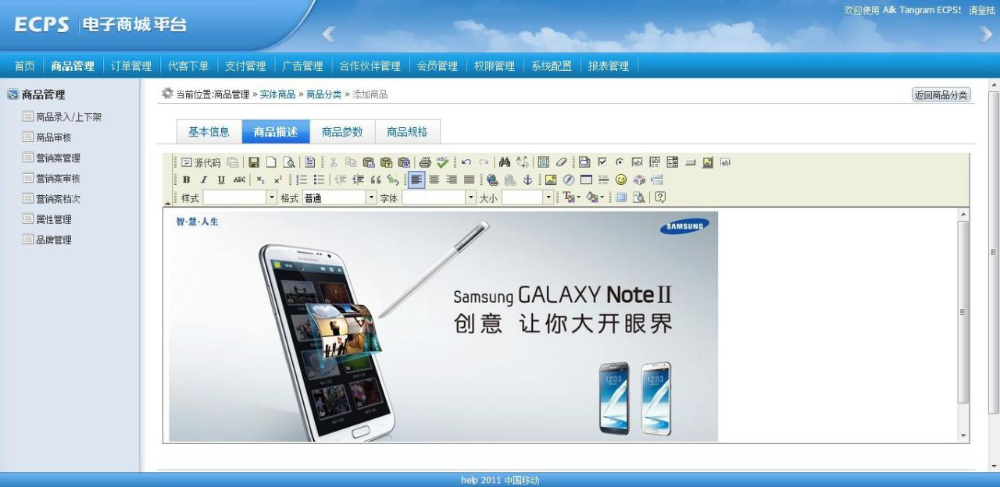 ECPS 电子商城平台
欢迎使用 Ailk Tangram ECPS! 请登陆
首页 商品管理 订单管理 代客下单 支付管理 广告管理 合作伙伴管理 会员管理 权限管理 系统配置 报表管理
商品管理
商品录入/上下架
商品审核
营销案管理
营销案审核
营销案档次
属性管理
品牌管理
当前位置:商品管理 » 实体商品 » 商品分类 » 添加商品
返回商品分类
基本信息 商品描述 商品参数 商品规格
源代码
B I U ABC
样式 格式 普通 字体 大小
智·慧·人生
SAMSUNG
Samsung GALAXY Note II
创意 让你大开眼界
12:03 12:03
help 2011 中国移动